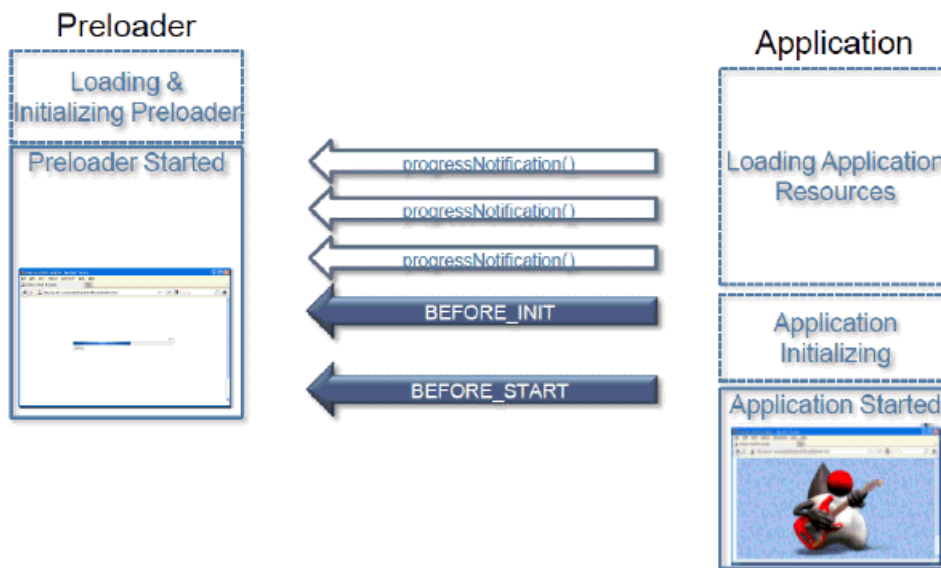 Preloader
Loading &
Initializing Preloader
Preloader Started
progressNotification()
progressNotification()
progressNotification()
BEFORE_INIT
BEFORE_START
Application
Loading Application
Resources
Application
Initializing
Application Started